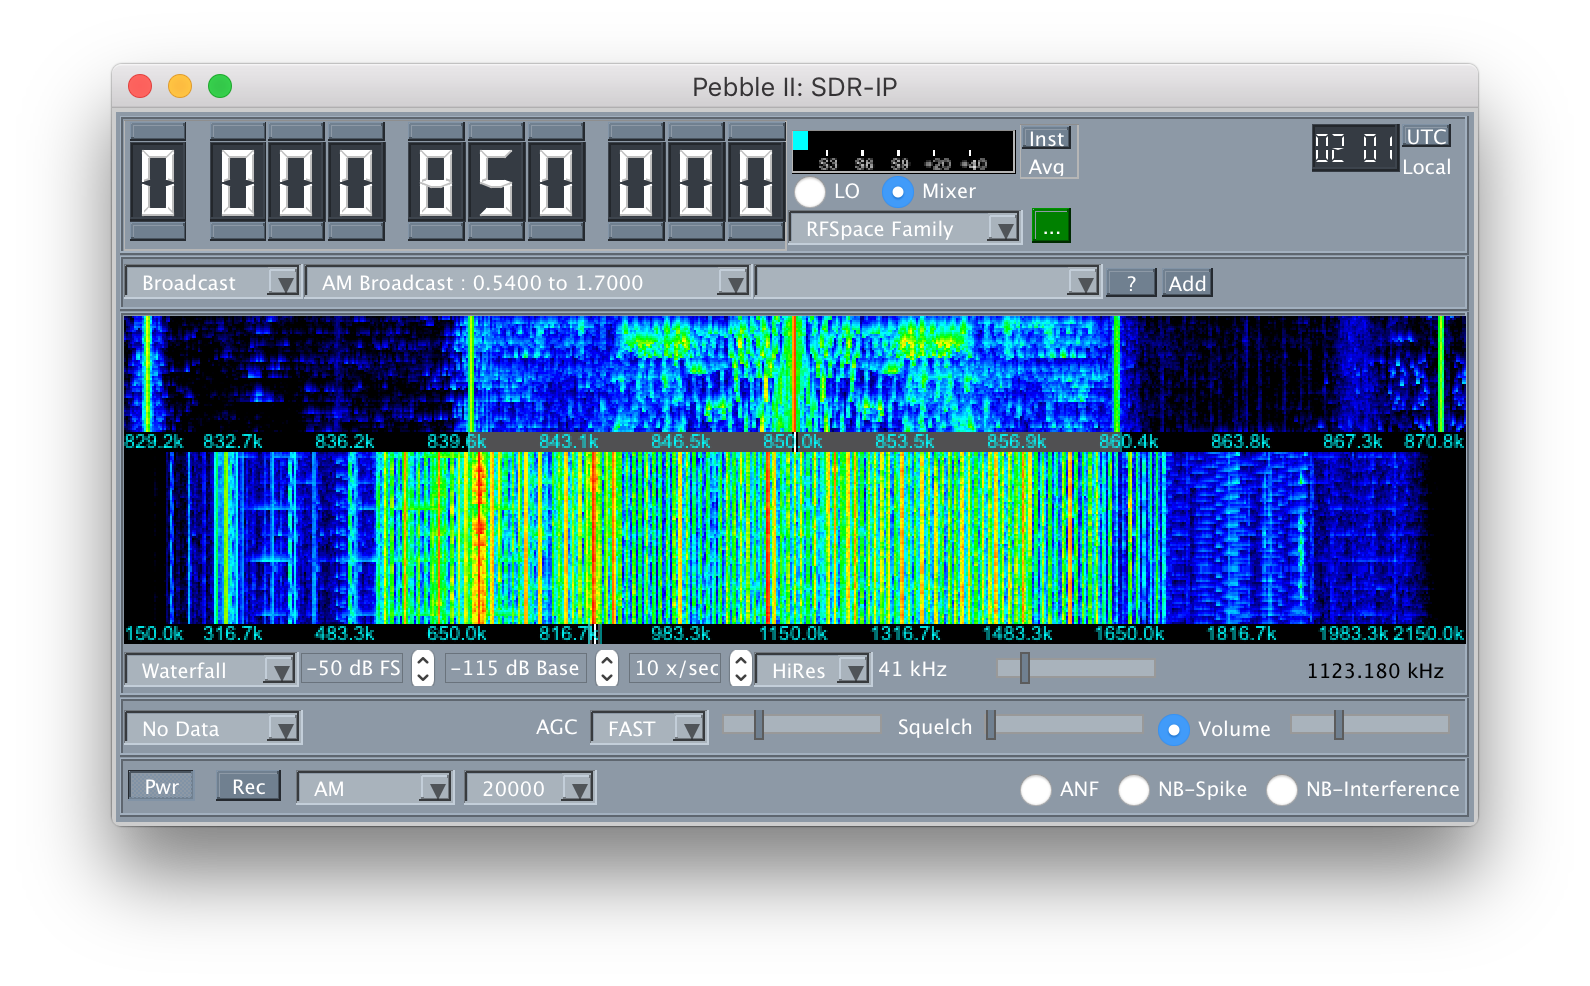 Pebble II: SDR-IP
0 000 850 000
S3 S6 S9 +20 +40
Inst
Avg
02 01
UTC
Local
LO Mixer
RFSpace Family ...
Broadcast AM Broadcast : 0.5400 to 1.7000 ? Add
829.2k 832.7k 836.2k 839.6k 843.1k 846.5k 850.0k 853.5k 856.9k 860.4k 863.8k 867.3k 870.8k
150.0k 316.7k 483.3k 650.0k 816.7k 983.3k 1150.0k 1316.7k 1483.3k 1650.0k 1816.7k 1983.3k 2150.0k
Waterfall -50 dB FS -115 dB Base 10 x/sec HiRes 41 kHz 1123.180 kHz
No Data AGC FAST Squelch Volume
Pwr Rec AM 20000 ANF NB-Spike NB-Interference